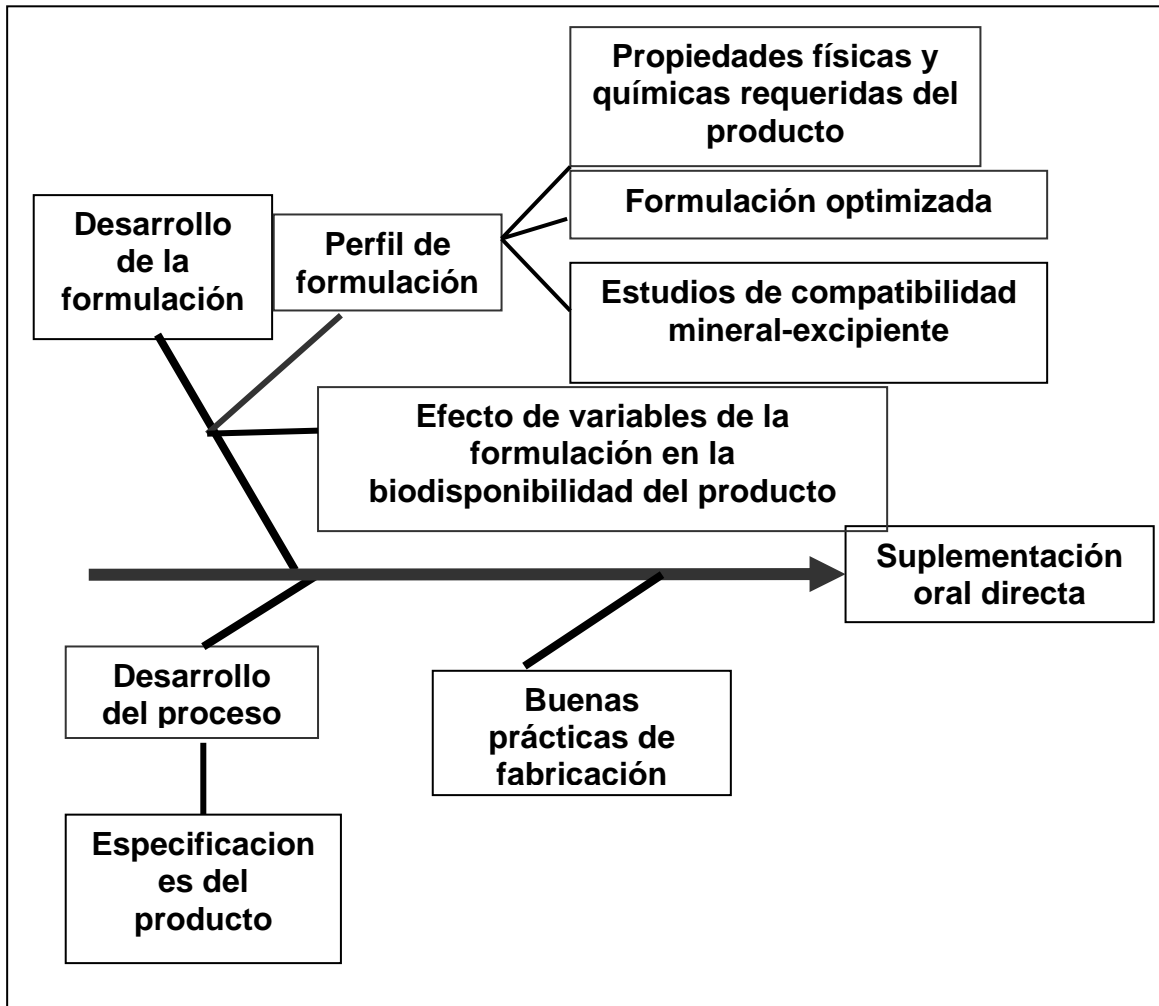 Propiedades físicas y
químicas requeridas del
producto
Formulación optimizada
Desarrollo
de la
formulación
Perfil de
formulación
Estudios de compatibilidad
mineral-excipiente
Efecto de variables de la
formulación en la
biodisponibilidad del producto
Suplementación
oral directa
Desarrollo
del proceso
Buenas
prácticas de
fabricación
Especificacion
es del
producto